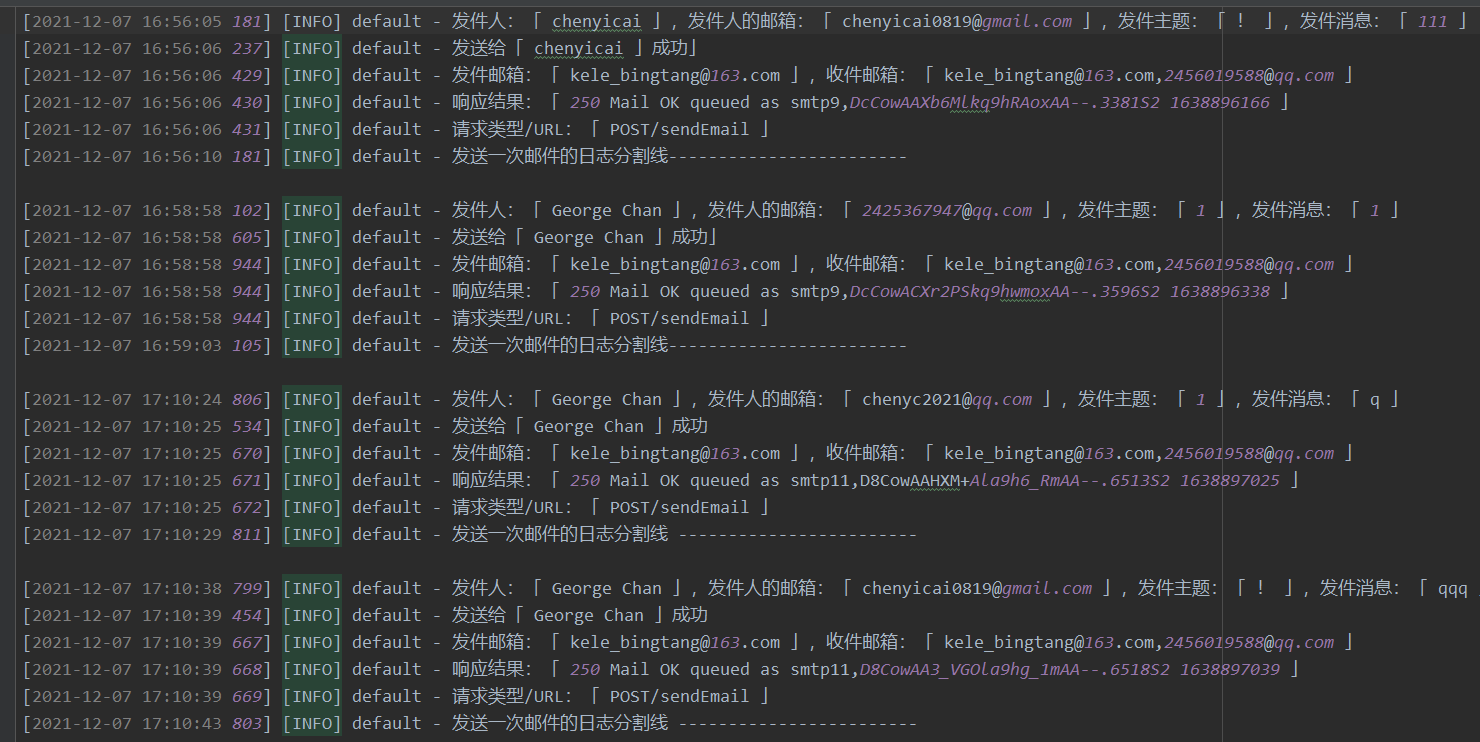 [2021-12-07 16:56:05 181] [INFO] default - 发件人：「 chenyicai 」，发件人的邮箱：「 chenyicai0819@gmail.com 」，发件主题：「 ！ 」，发件消息：「 111 」
[2021-12-07 16:56:06 237] [INFO] default - 发送给「 chenyicai 」成功」
[2021-12-07 16:56:06 429] [INFO] default - 发件邮箱：「 kele_bingtang@163.com 」，收件邮箱：「 kele_bingtang@163.com,2456019588@qq.com 」
[2021-12-07 16:56:06 430] [INFO] default - 响应结果：「 250 Mail OK queued as smtp9,DcCowAAXb6Mlkq9hRAoxAA--.3381S2 1638896166 」
[2021-12-07 16:56:06 431] [INFO] default - 请求类型/URL：「 POST/sendEmail 」
[2021-12-07 16:56:10 181] [INFO] default - 发送一次邮件的日志分割线------------------------
[2021-12-07 16:58:58 102] [INFO] default - 发件人：「 George Chan 」，发件人的邮箱：「 2425367947@qq.com 」，发件主题：「 1 」，发件消息：「 1 」
[2021-12-07 16:58:58 605] [INFO] default - 发送给「 George Chan 」成功」
[2021-12-07 16:58:58 944] [INFO] default - 发件邮箱：「 kele_bingtang@163.com 」，收件邮箱：「 kele_bingtang@163.com,2456019588@qq.com 」
[2021-12-07 16:58:58 944] [INFO] default - 响应结果：「 250 Mail OK queued as smtp9,DcCowACXr2PSkq9hwmoxAA--.3596S2 1638896338 」
[2021-12-07 16:58:58 944] [INFO] default - 请求类型/URL：「 POST/sendEmail 」
[2021-12-07 16:59:03 105] [INFO] default - 发送一次邮件的日志分割线------------------------
[2021-12-07 17:10:24 806] [INFO] default - 发件人：「 George Chan 」，发件人的邮箱：「 chenyc2021@qq.com 」，发件主题：「 1 」，发件消息：「 q 」
[2021-12-07 17:10:25 534] [INFO] default - 发送给「 George Chan 」成功
[2021-12-07 17:10:25 670] [INFO] default - 发件邮箱：「 kele_bingtang@163.com 」，收件邮箱：「 kele_bingtang@163.com,2456019588@qq.com 」
[2021-12-07 17:10:25 671] [INFO] default - 响应结果：「 250 Mail OK queued as smtp11,D8CowAAHXM+Ala9h6_RmAA--.6513S2 1638897025 」
[2021-12-07 17:10:25 672] [INFO] default - 请求类型/URL：「 POST/sendEmail 」
[2021-12-07 17:10:29 811] [INFO] default - 发送一次邮件的日志分割线 ------------------------
[2021-12-07 17:10:38 799] [INFO] default - 发件人：「 George Chan 」，发件人的邮箱：「 chenyicai0819@gmail.com 」，发件主题：「 ！ 」，发件消息：「 qqq 」
[2021-12-07 17:10:39 454] [INFO] default - 发送给「 George Chan 」成功
[2021-12-07 17:10:39 667] [INFO] default - 发件邮箱：「 kele_bingtang@163.com 」，收件邮箱：「 kele_bingtang@163.com,2456019588@qq.com 」
[2021-12-07 17:10:39 668] [INFO] default - 响应结果：「 250 Mail OK queued as smtp11,D8CowAA3_VGOla9hg_1mAA--.6518S2 1638897039 」
[2021-12-07 17:10:39 669] [INFO] default - 请求类型/URL：「 POST/sendEmail 」
[2021-12-07 17:10:43 803] [INFO] default - 发送一次邮件的日志分割线 ------------------------